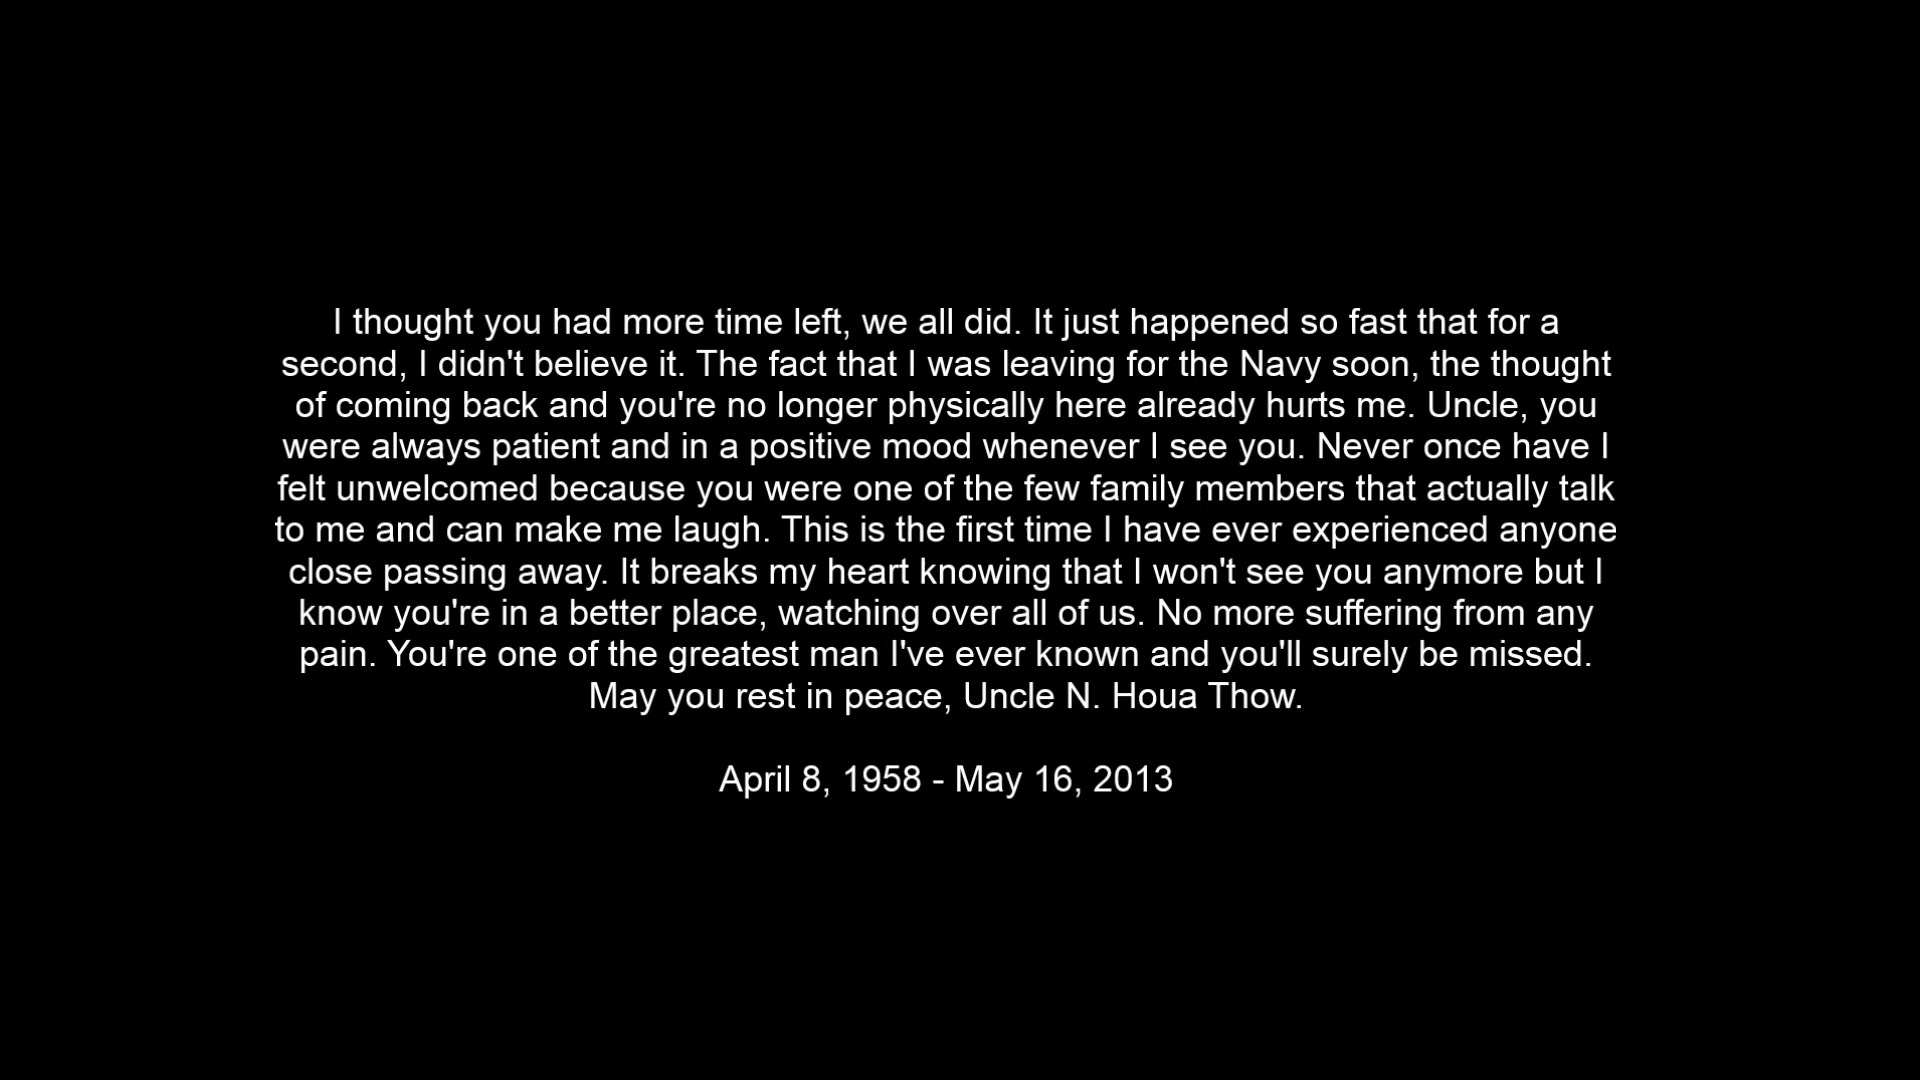 I thought you had more time left, we all did. It just happened so fast that for a
second, I didn't believe it. The fact that I was leaving for the Navy soon, the thought
of coming back and you're no longer physically here already hurts me. Uncle, you
were always patient and in a positive mood whenever I see you. Never once have I
felt unwelcomed because you were one of the few family members that actually talk
to me and can make me laugh. This is the first time I have ever experienced anyone
close passing away. It breaks my heart knowing that I won't see you anymore but I
know you're in a better place, watching over all of us. No more suffering from any
pain. You're one of the greatest man I've ever known and you'll surely be missed.
May you rest in peace, Uncle N. Houa Thow.
April 8, 1958 - May 16, 2013